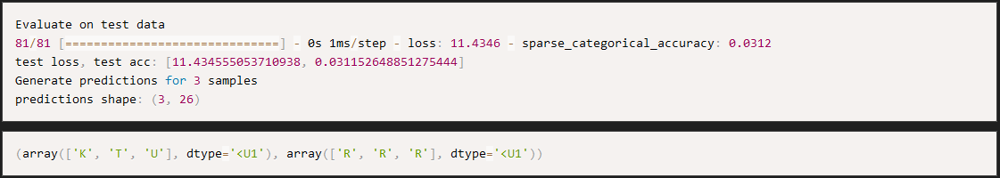 Evaluate on test data
81/81 [==============================] - 0s 1ms/step - loss: 11.4346 - sparse_categorical_accuracy: 0.0312
test loss, test acc: [11.434555053710938, 0.031152648851275444]
Generate predictions for 3 samples
predictions shape: (3, 26)
(array(['K', 'T', 'U'], dtype='<U1'), array(['R', 'R', 'R'], dtype='<U1'))